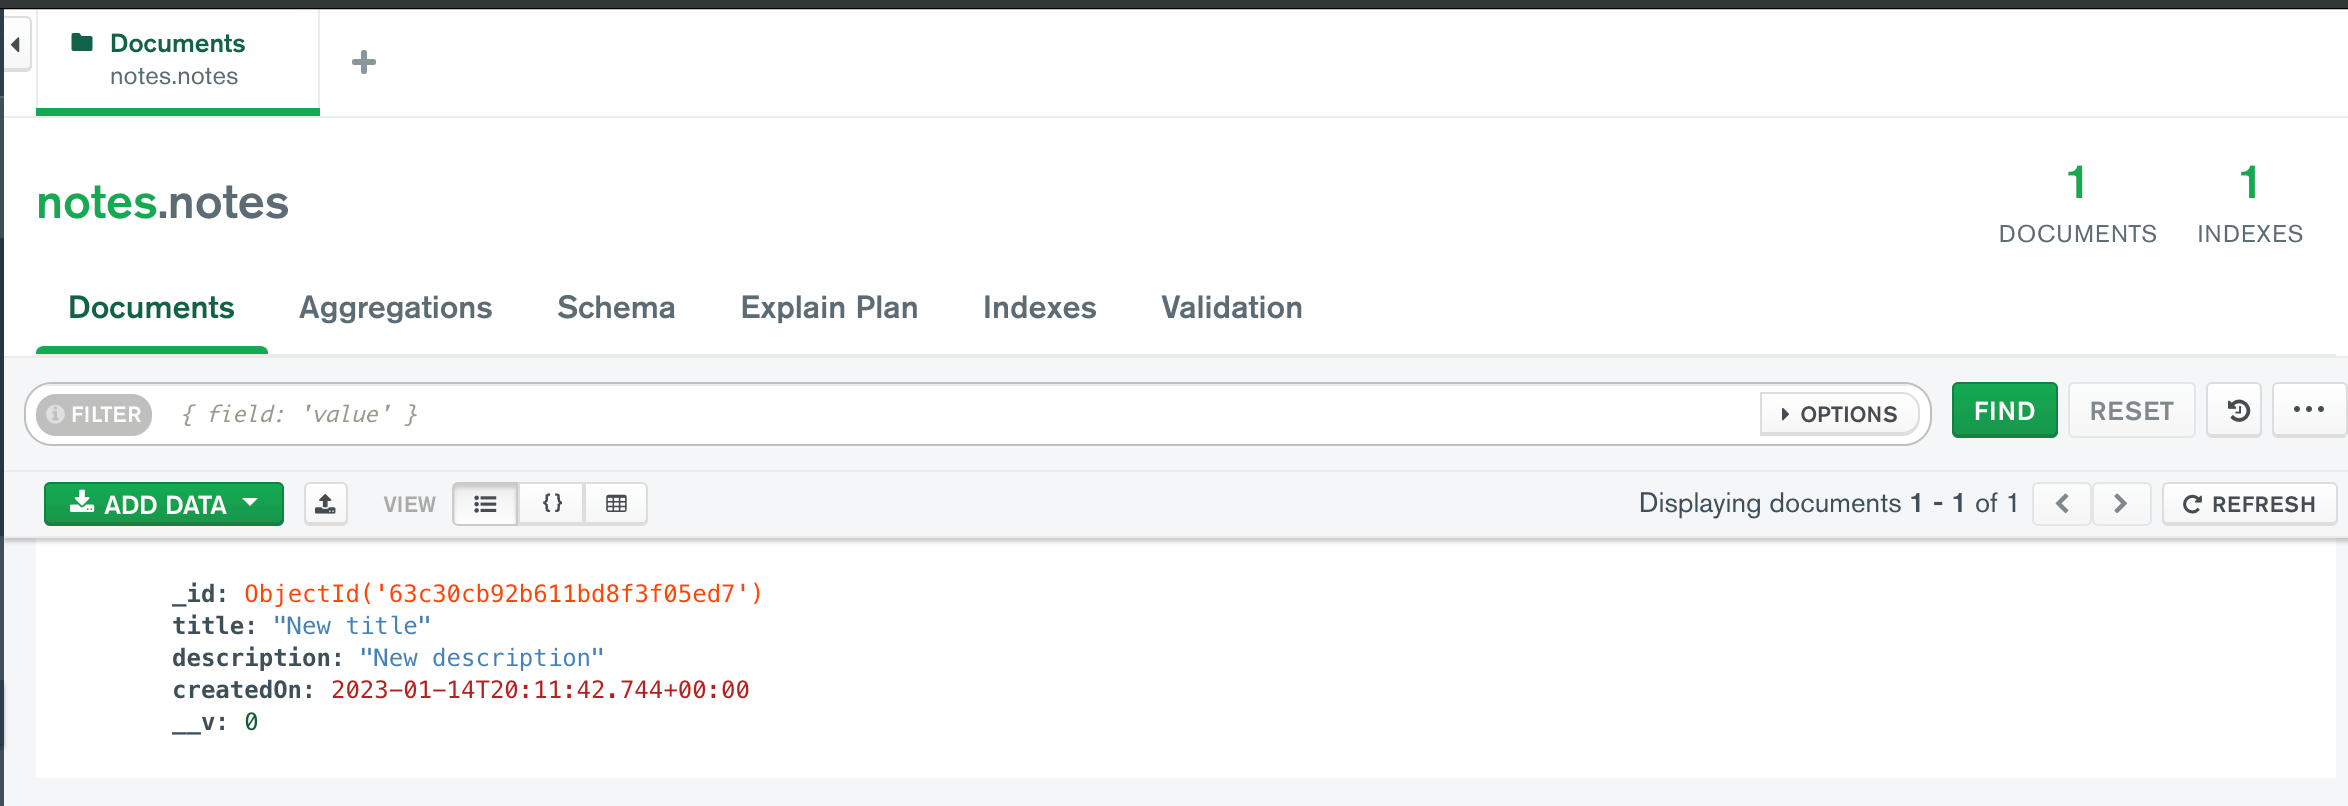 Documents
notes.notes
notes.notes
1 DOCUMENTS
1 INDEXES
Documents Aggregations Schema Explain Plan Indexes Validation
FILTER { field: 'value' } OPTIONS FIND RESET
ADD DATA VIEW {} Displaying documents 1 - 1 of 1 REFRESH
_id: ObjectId('63c30cb92b611bd8f3f05ed7')
title: "New title"
description: "New description"
createdOn: 2023-01-14T20:11:42.744+00:00
__v: 0